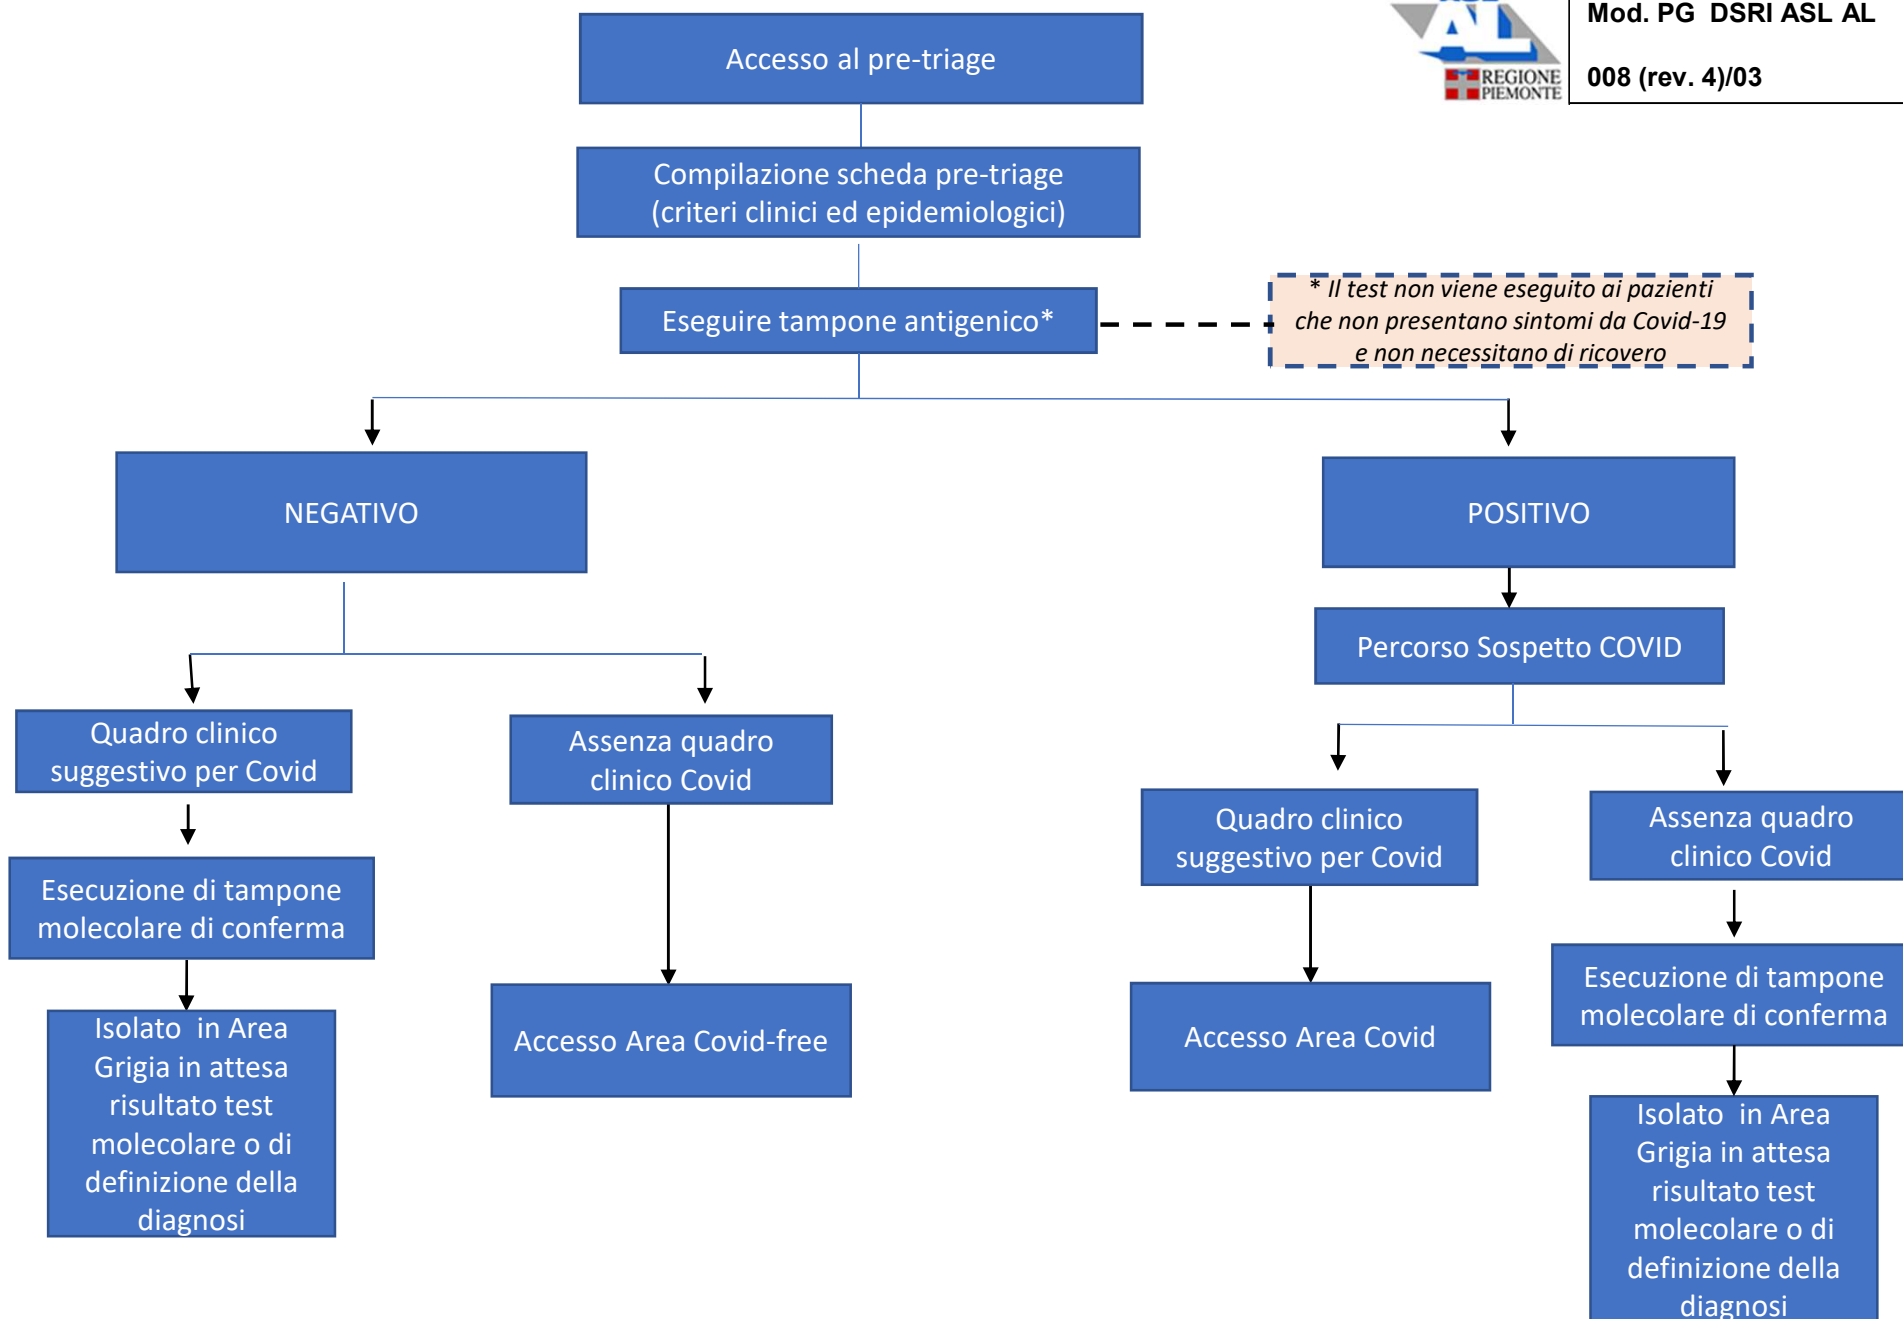 Mod. PG DSRI ASL AL
008 (rev. 4)/03
AL
REGIONE
PIEMONTE
Accesso al pre-triage
Compilazione scheda pre-triage
(criteri clinici ed epidemiologici)
Eseguire tampone antigenico*
* Il test non viene eseguito ai pazienti
che non presentano sintomi da Covid-19
e non necessitano di ricovero
NEGATIVO
POSITIVO
Percorso Sospetto COVID
Quadro clinico
suggestivo per Covid
Assenza quadro
clinico Covid
Quadro clinico
suggestivo per Covid
Assenza quadro
clinico Covid
Esecuzione di tampone
molecolare di conferma
Esecuzione di tampone
molecolare di conferma
Isolato in Area
Grigia in attesa
risultato test
molecolare o di
definizione della
diagnosi
Accesso Area Covid-free
Accesso Area Covid
Isolato in Area
Grigia in attesa
risultato test
molecolare o di
definizione della
diagnosi